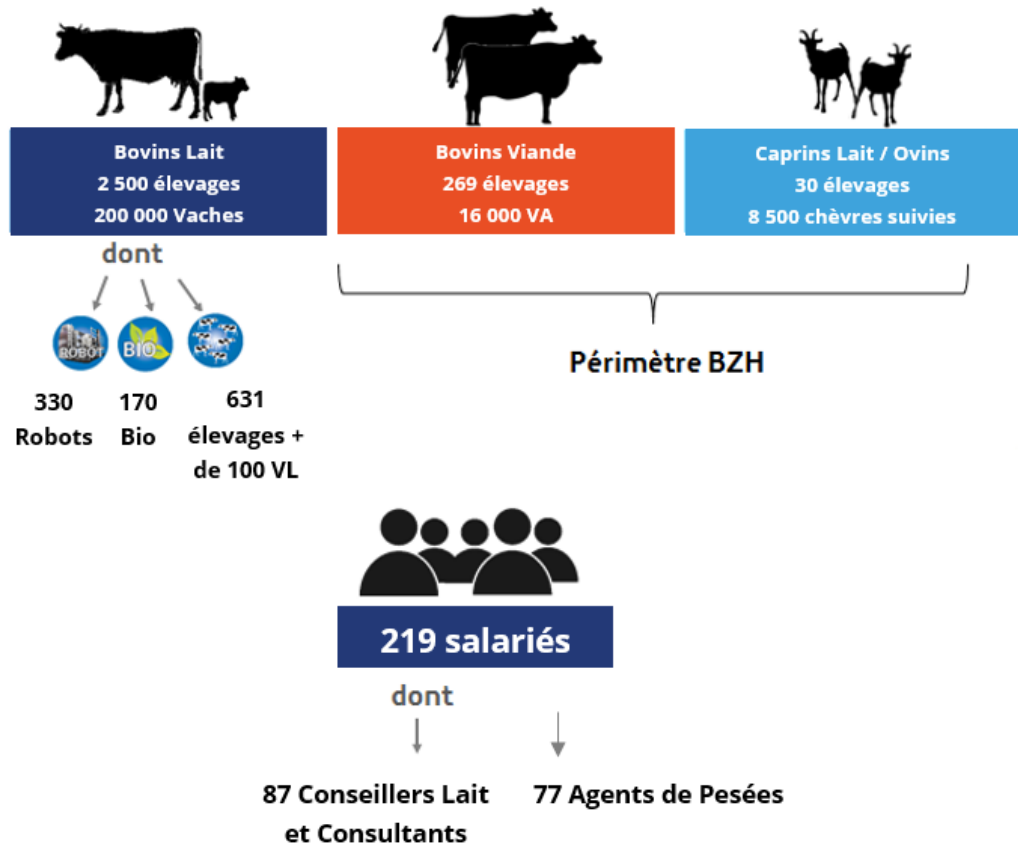 Bovins Lait
2 500 élevages
200 000 Vaches
Bovins Viande
269 élevages
16 000 VA
Caprins Lait / Ovins
30 élevages
8 500 chèvres suivies
dont
ROBOT
BIO
330
Robots
170
Bio
631
élevages +
de 100 VL
Périmètre BZH
219 salariés
dont
87 Conseillers Lait
et Consultants
77 Agents de Pesées